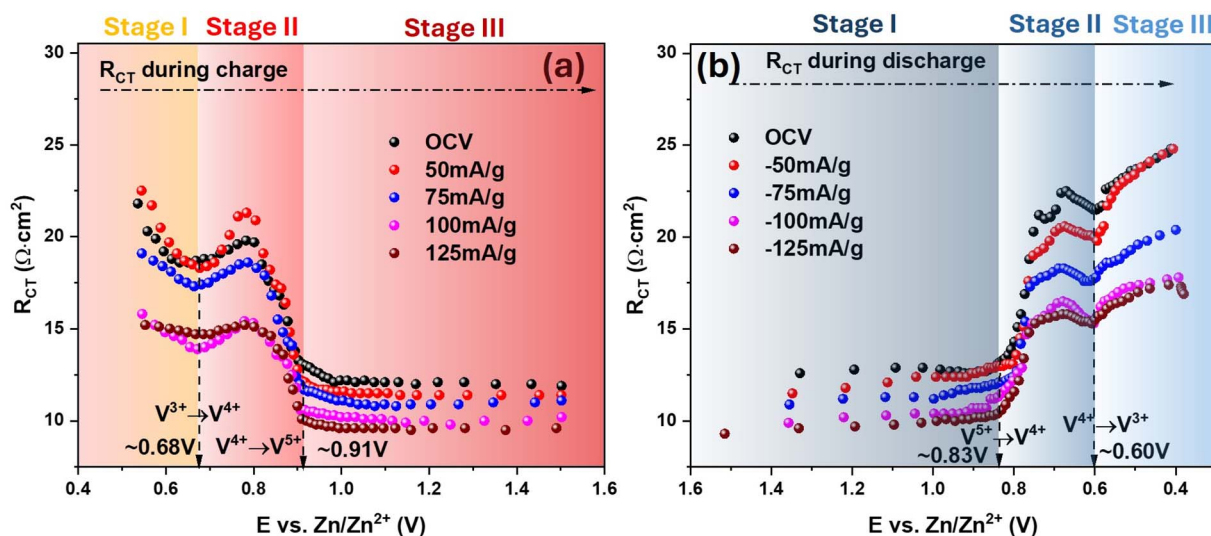 Stage I Stage II Stage III
R_CT during charge (a)
30
25
20
15
10
R_CT (Ω·cm²)
OCV
50mA/g
75mA/g
100mA/g
125mA/g
V³⁺→V⁴⁺
~0.68V
V⁴⁺→V⁵⁺
~0.91V
0.4 0.6 0.8 1.0 1.2 1.4 1.6
E vs. Zn/Zn²⁺ (V)
Stage I Stage II Stage III
(b) R_CT during discharge
30
25
20
15
10
R_CT (Ω·cm²)
OCV
-50mA/g
-75mA/g
-100mA/g
-125mA/g
V⁵⁺→V⁴⁺
~0.83V
V⁴⁺→V³⁺
~0.60V
1.6 1.4 1.2 1.0 0.8 0.6 0.4
E vs. Zn/Zn²⁺ (V)